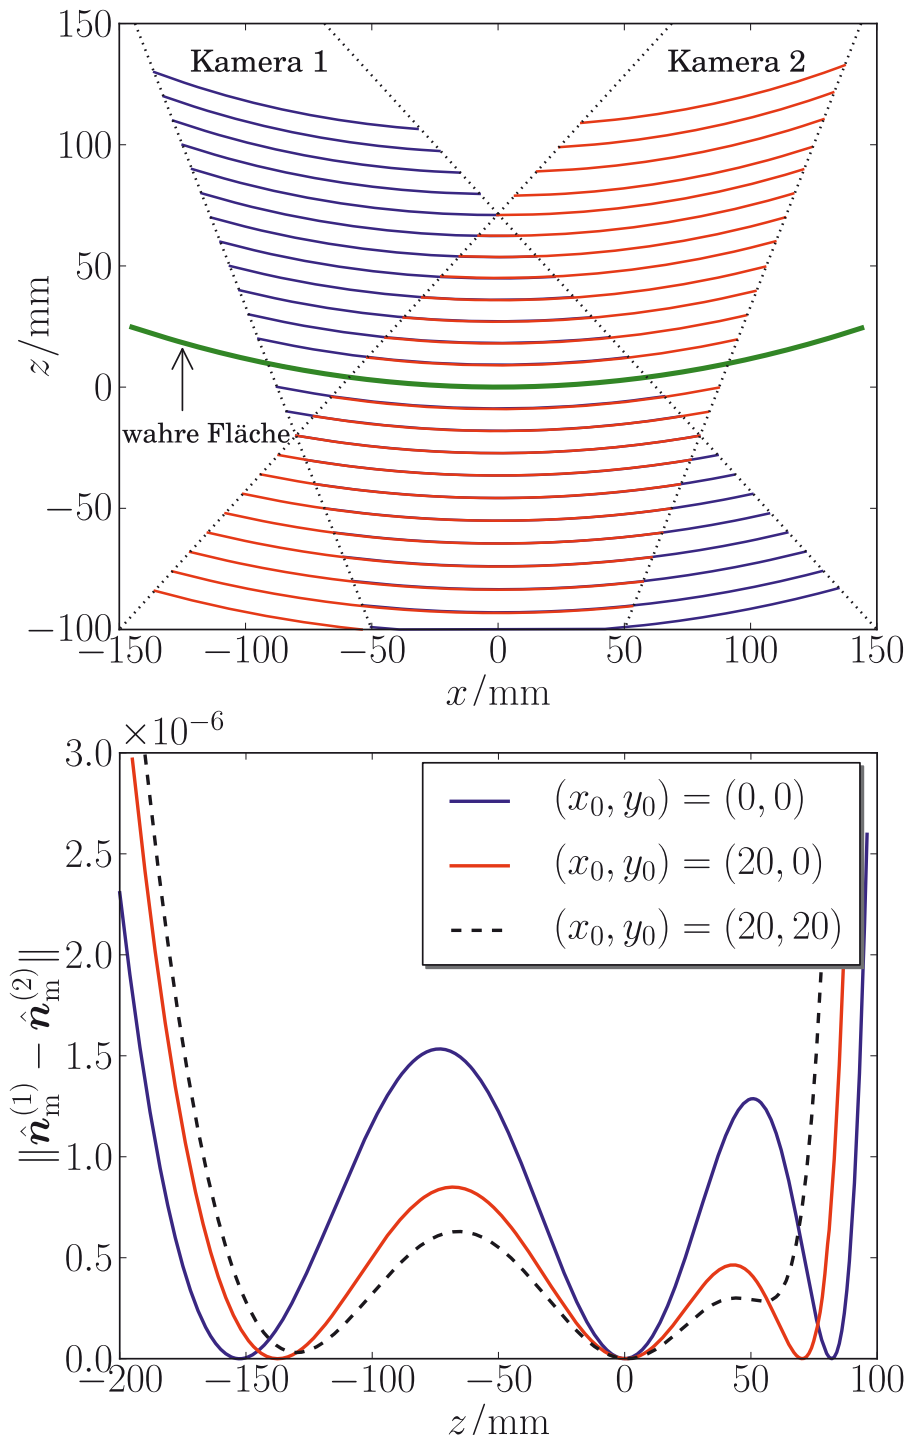 150
100
50
0
−50
−100
z/mm
Kamera 1
Kamera 2
wahre Fläche
−150
−100
−50
0
50
100
150
x/mm
×10⁻⁶
3.0
2.5
2.0
1.5
1.0
0.5
0.0
‖n̂ₘ⁽¹⁾ − n̂ₘ⁽²⁾‖
(x₀, y₀) = (0, 0)
(x₀, y₀) = (20, 0)
(x₀, y₀) = (20, 20)
−200
−150
−100
−50
0
50
100
z/mm